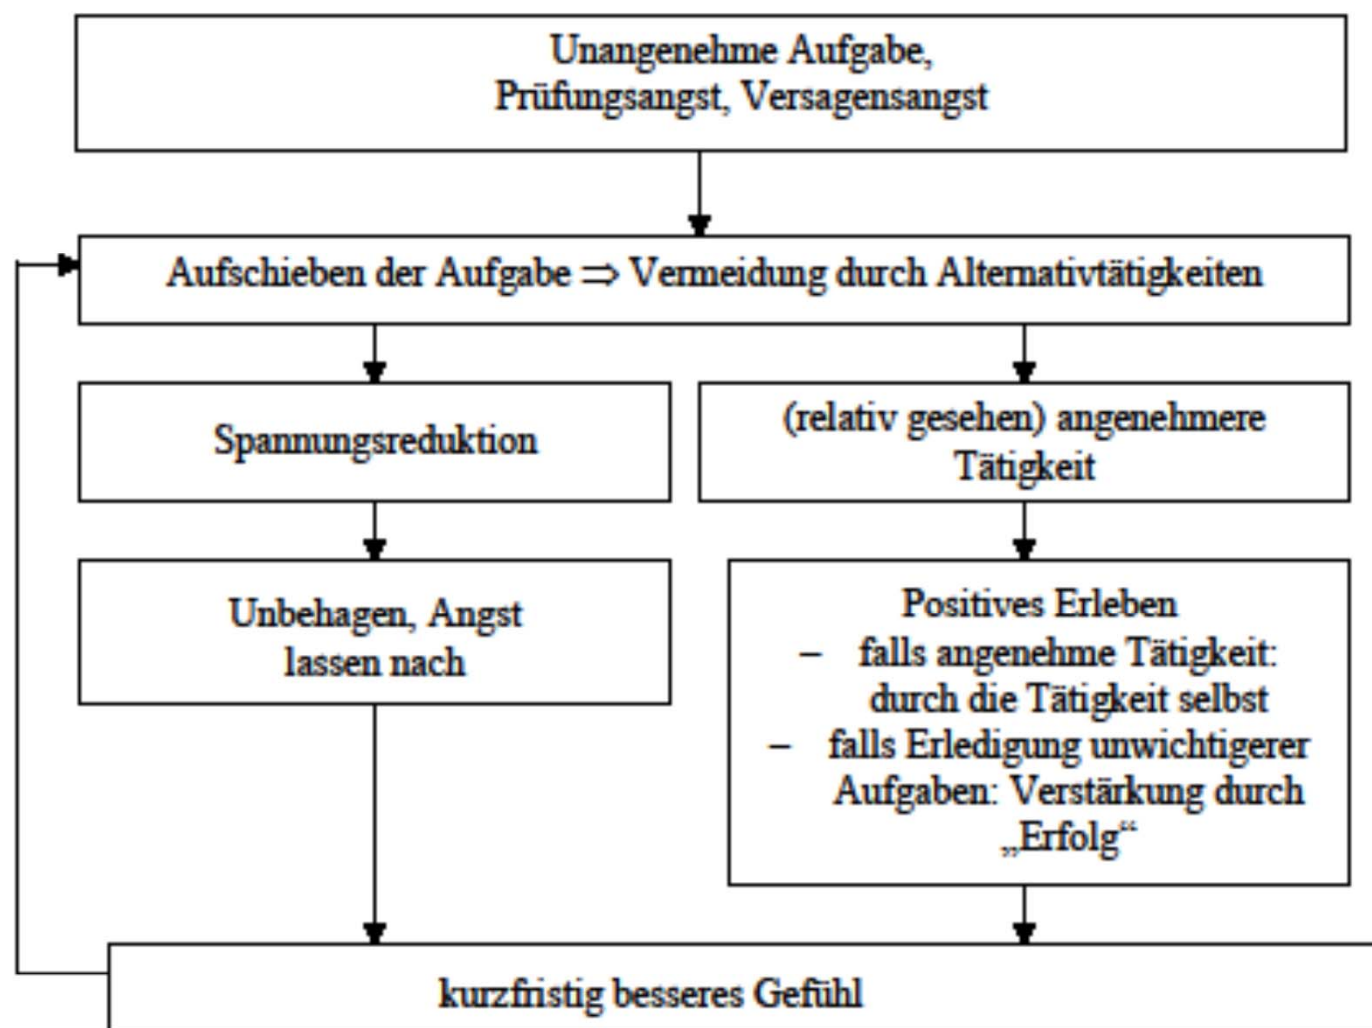 Unangenehme Aufgabe,
Prüfungsangst, Versagensangst
Aufschieben der Aufgabe ⇒ Vermeidung durch Alternativtätigkeiten
Spannungsreduktion
(relativ gesehen) angenehmere
Tätigkeit
Unbehagen, Angst
lassen nach
Positives Erleben
– falls angenehme Tätigkeit:
durch die Tätigkeit selbst
– falls Erledigung unwichtigerer
Aufgaben: Verstärkung durch
„Erfolg“
kurzfristig besseres Gefühl